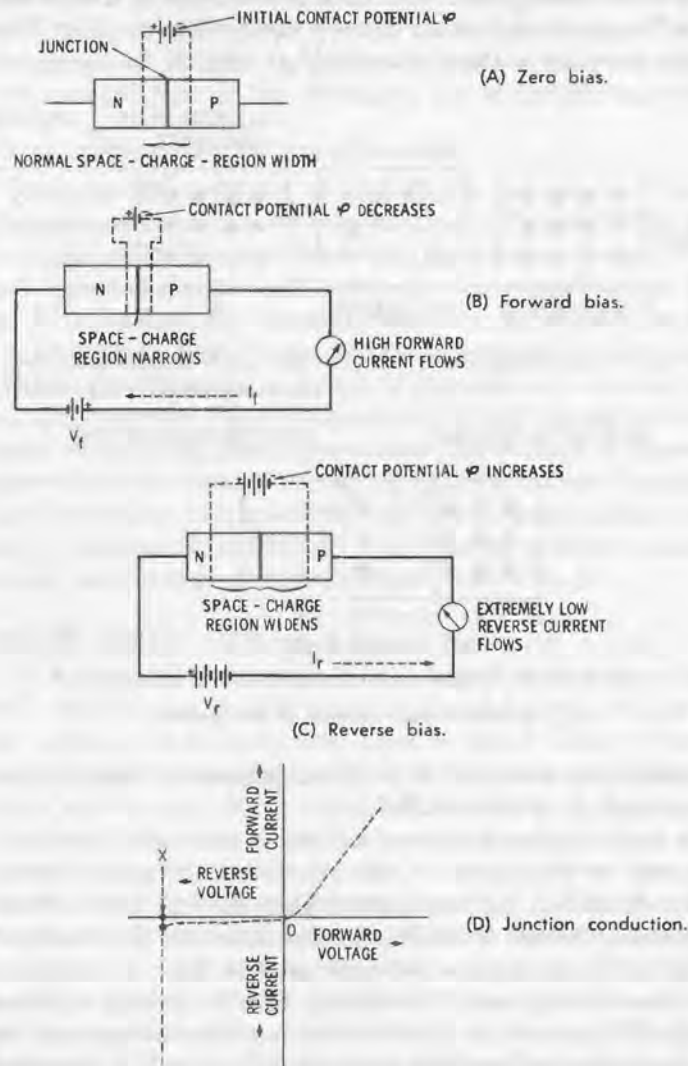 INITIAL CONTACT POTENTIAL φ
+ -
JUNCTION
N P
(A) Zero bias.
NORMAL SPACE - CHARGE - REGION WIDTH
CONTACT POTENTIAL φ DECREASES
+ -
N P
(B) Forward bias.
SPACE - CHARGE
REGION NARROWS
HIGH FORWARD
CURRENT FLOWS
If
+
Vf
CONTACT POTENTIAL φ INCREASES
+ -
N P
SPACE - CHARGE
REGION WIDENS
EXTREMELY LOW
REVERSE CURRENT
FLOWS
Ir
+
Vr
(C) Reverse bias.
FORWARD
CURRENT
X
REVERSE
VOLTAGE
0
FORWARD
VOLTAGE
(D) Junction conduction.
REVERSE
CURRENT